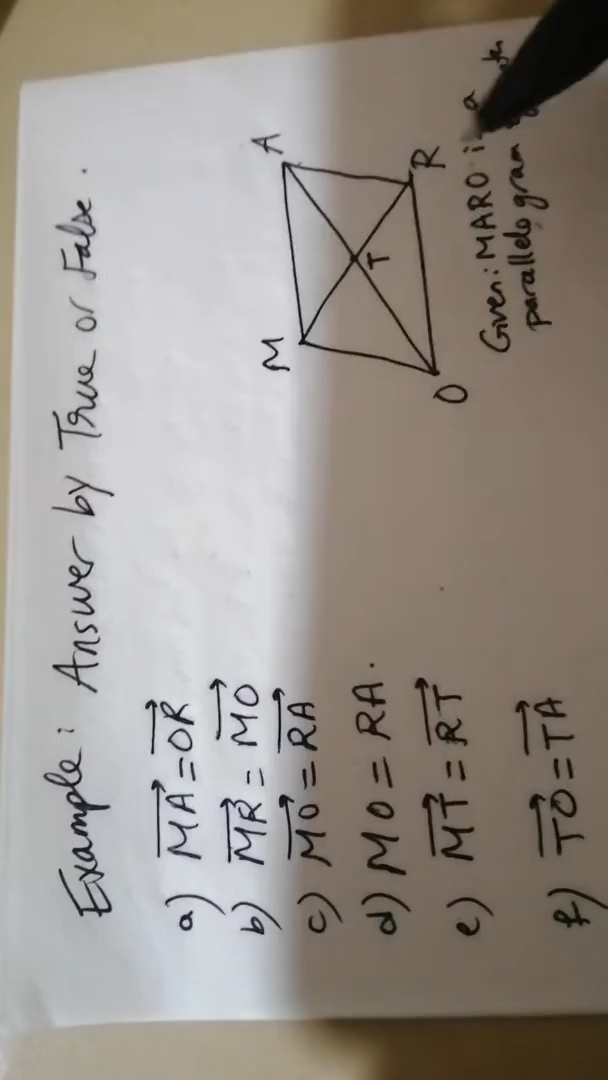 Example: Answer by True or False.
a) MA = OR
b) MR = MO
c) MO = RA
d) MO = RA.
e) MT = RT
f) TO = TA
A
R
M
T
O
Given: MARO is a
parallelogram